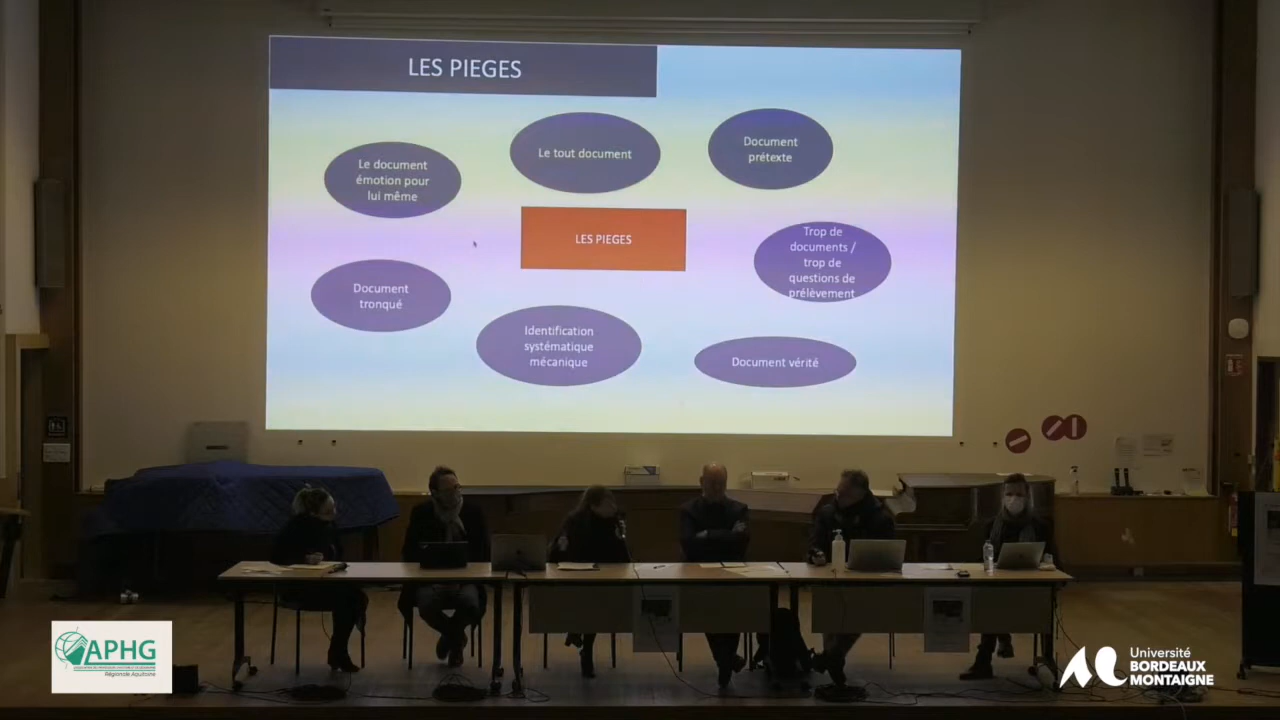 LES PIEGES
Le tout document
Document
prétexte
Le document
émotion pour
lui même
LES PIEGES
Trop de
documents /
trop de
questions de
prélèvement
Document
tronqué
Identification
systématique
mécanique
Document vérité
APHG
Régionale Aquitaine
Université
BORDEAUX
MONTAIGNE